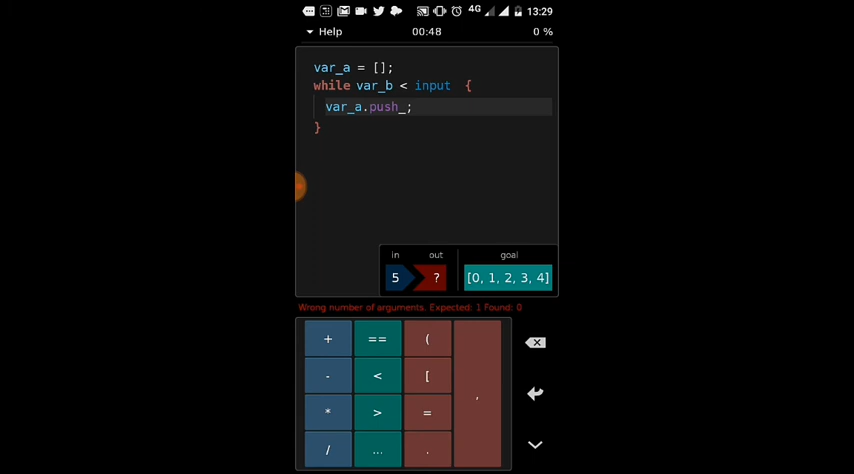 4G 13:29
Help 00:48 0 %
var_a = [];
while var_b < input {
var_a.push_;
}
in out goal
5 ? [0, 1, 2, 3, 4]
Wrong number of arguments. Expected: 1 Found: 0
+ == (
- < [ ,
* > =
/ ... .